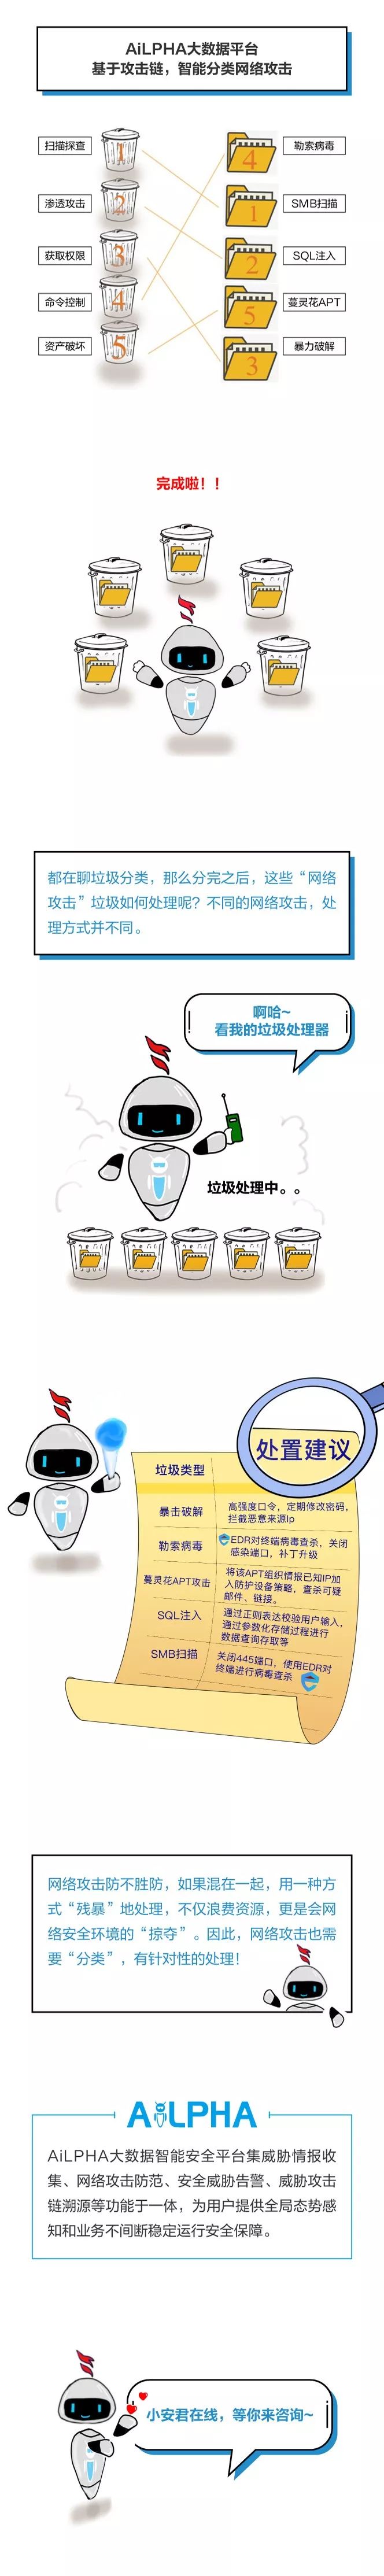 AiLPHA大数据平台
基于攻击链，智能分类网络攻击
扫描探查 1 4 勒索病毒
渗透攻击 2 1 SMB扫描
获取权限 3 2 SQL注入
命令控制 4 5 蔓灵花APT
资产破坏 5 3 暴力破解
完成啦！！
都在聊垃圾分类，那么分完之后，这些“网络
攻击”垃圾如何处理呢？不同的网络攻击，处
理方式并不同。
啊哈~
看我的垃圾处理器
垃圾处理中。。
处置建议
垃圾类型
暴击破解
高强度口令，定期修改密码，
拦截恶意来源Ip
勒索病毒
EDR对终端病毒查杀，关闭
感染端口，补丁升级
蔓灵花APT攻击
将该APT组织情报已知IP加
入防护设备策略，查杀可疑
邮件、链接。
SQL注入
通过正则表达校验用户输入，
通过参数化存储过程进行
数据查询存取等
SMB扫描
关闭445端口，使用EDR对
终端进行病毒查杀
网络攻击防不胜防，如果混在一起，用一种方
式“残暴”地处理，不仅浪费资源，更是会网
络安全环境的“掠夺”。因此，网络攻击也需
要“分类”，有针对性的处理！
AiLPHA
AiLPHA大数据智能安全平台集威胁情报收
集、网络攻击防范、安全威胁告警、威胁攻击
链溯源等功能于一体，为用户提供全局态势感
知和业务不间断稳定运行安全保障。
小安君在线，等你来咨询~